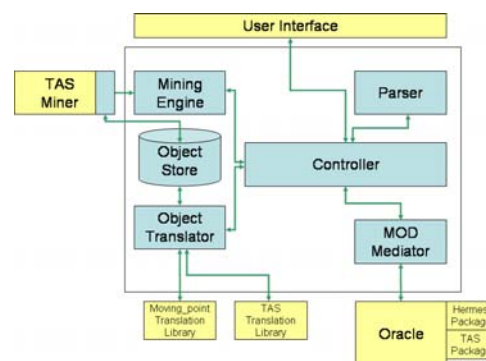 User Interface
TAS
Miner
Mining
Engine
Parser
Object
Store
Controller
Object
Translator
MOD
Mediator
Moving_point
Translation
Library
TAS
Translation
Library
Oracle
Hermes
Package
TAS
Package